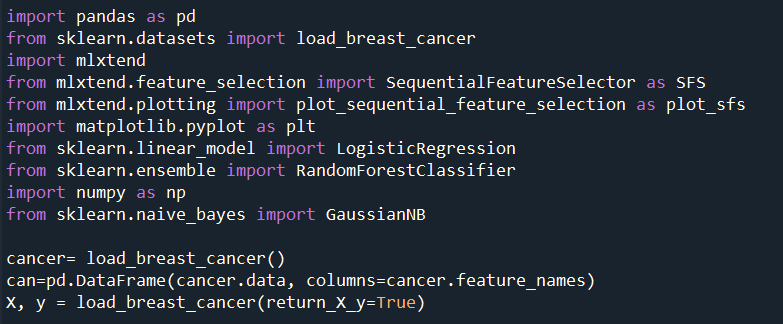 import pandas as pd
from sklearn.datasets import load_breast_cancer
import mlxtend
from mlxtend.feature_selection import SequentialFeatureSelector as SFS
from mlxtend.plotting import plot_sequential_feature_selection as plot_sfs
import matplotlib.pyplot as plt
from sklearn.linear_model import LogisticRegression
from sklearn.ensemble import RandomForestClassifier
import numpy as np
from sklearn.naive_bayes import GaussianNB
cancer= load_breast_cancer()
can=pd.DataFrame(cancer.data, columns=cancer.feature_names)
X, y = load_breast_cancer(return_X_y=True)